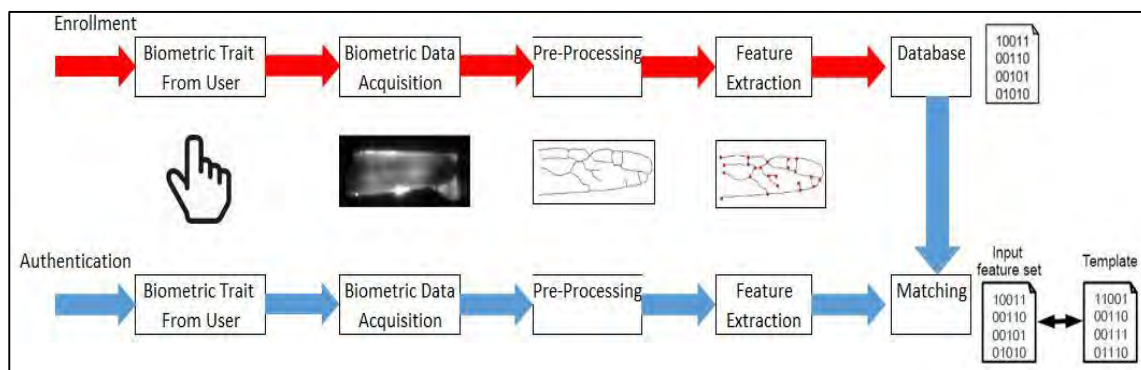 Enrollment
Biometric Trait
From User
Biometric Data
Acquisition
Pre-Processing
Feature
Extraction
Database
10011
00110
00101
01010
Authentication
Biometric Trait
From User
Biometric Data
Acquisition
Pre-Processing
Feature
Extraction
Matching
Input
feature set
10011
00110
00101
01010
Template
11001
00110
00111
01110